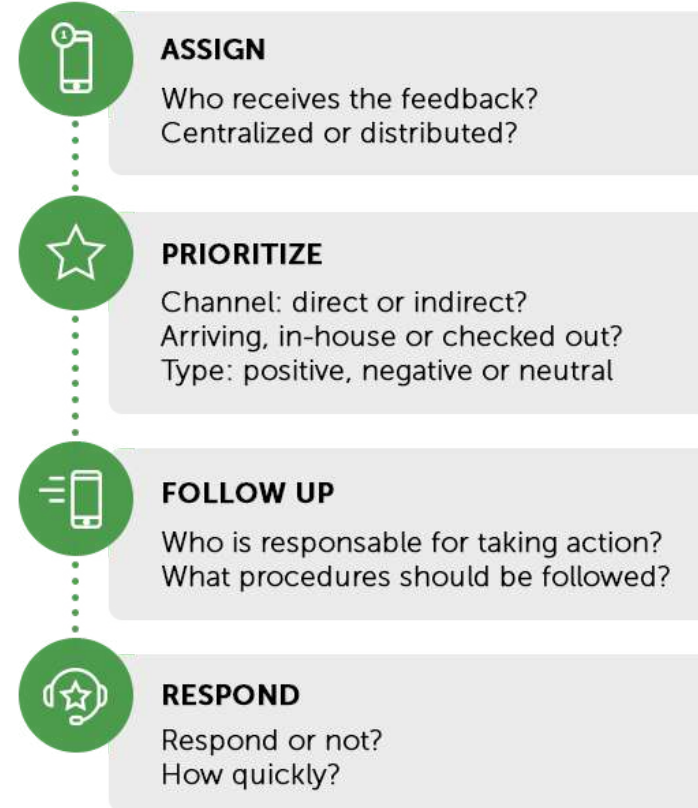 1
ASSIGN
Who receives the feedback?
Centralized or distributed?
PRIORITIZE
Channel: direct or indirect?
Arriving, in-house or checked out?
Type: positive, negative or neutral
FOLLOW UP
Who is responsable for taking action?
What procedures should be followed?
RESPOND
Respond or not?
How quickly?